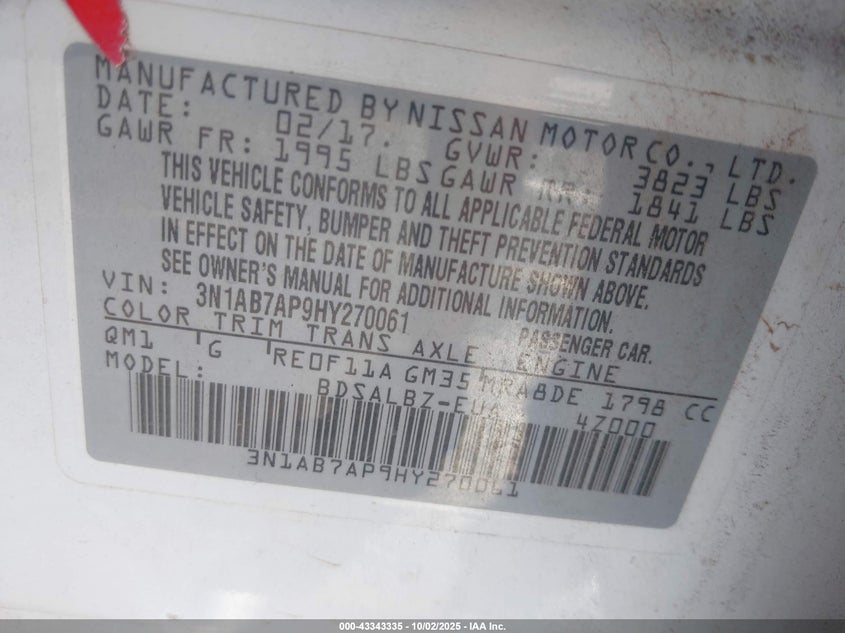 MANUFACTURED BY NISSAN MOTOR CO., LTD.
DATE: 02/17. GVWR: 3823 LBS
GAWR FR: 1995 LBS GAWR RR: 1841 LBS
THIS VEHICLE CONFORMS TO ALL APPLICABLE FEDERAL MOTOR
VEHICLE SAFETY, BUMPER AND THEFT PREVENTION STANDARDS
IN EFFECT ON THE DATE OF MANUFACTURE SHOWN ABOVE.
SEE OWNER'S MANUAL FOR ADDITIONAL INFORMATION.
VIN: 3N1AB7AP9HY270061 PASSENGER CAR.
COLOR TRIM TRANS AXLE ENGINE
QM1 G RE0F11A GM35 MRA8DE 1798 CC
MODEL: BDSALBZ-EUA 47000
3N1AB7AP9HY270061
000-43343335 - 10/02/2025 - IAA Inc.